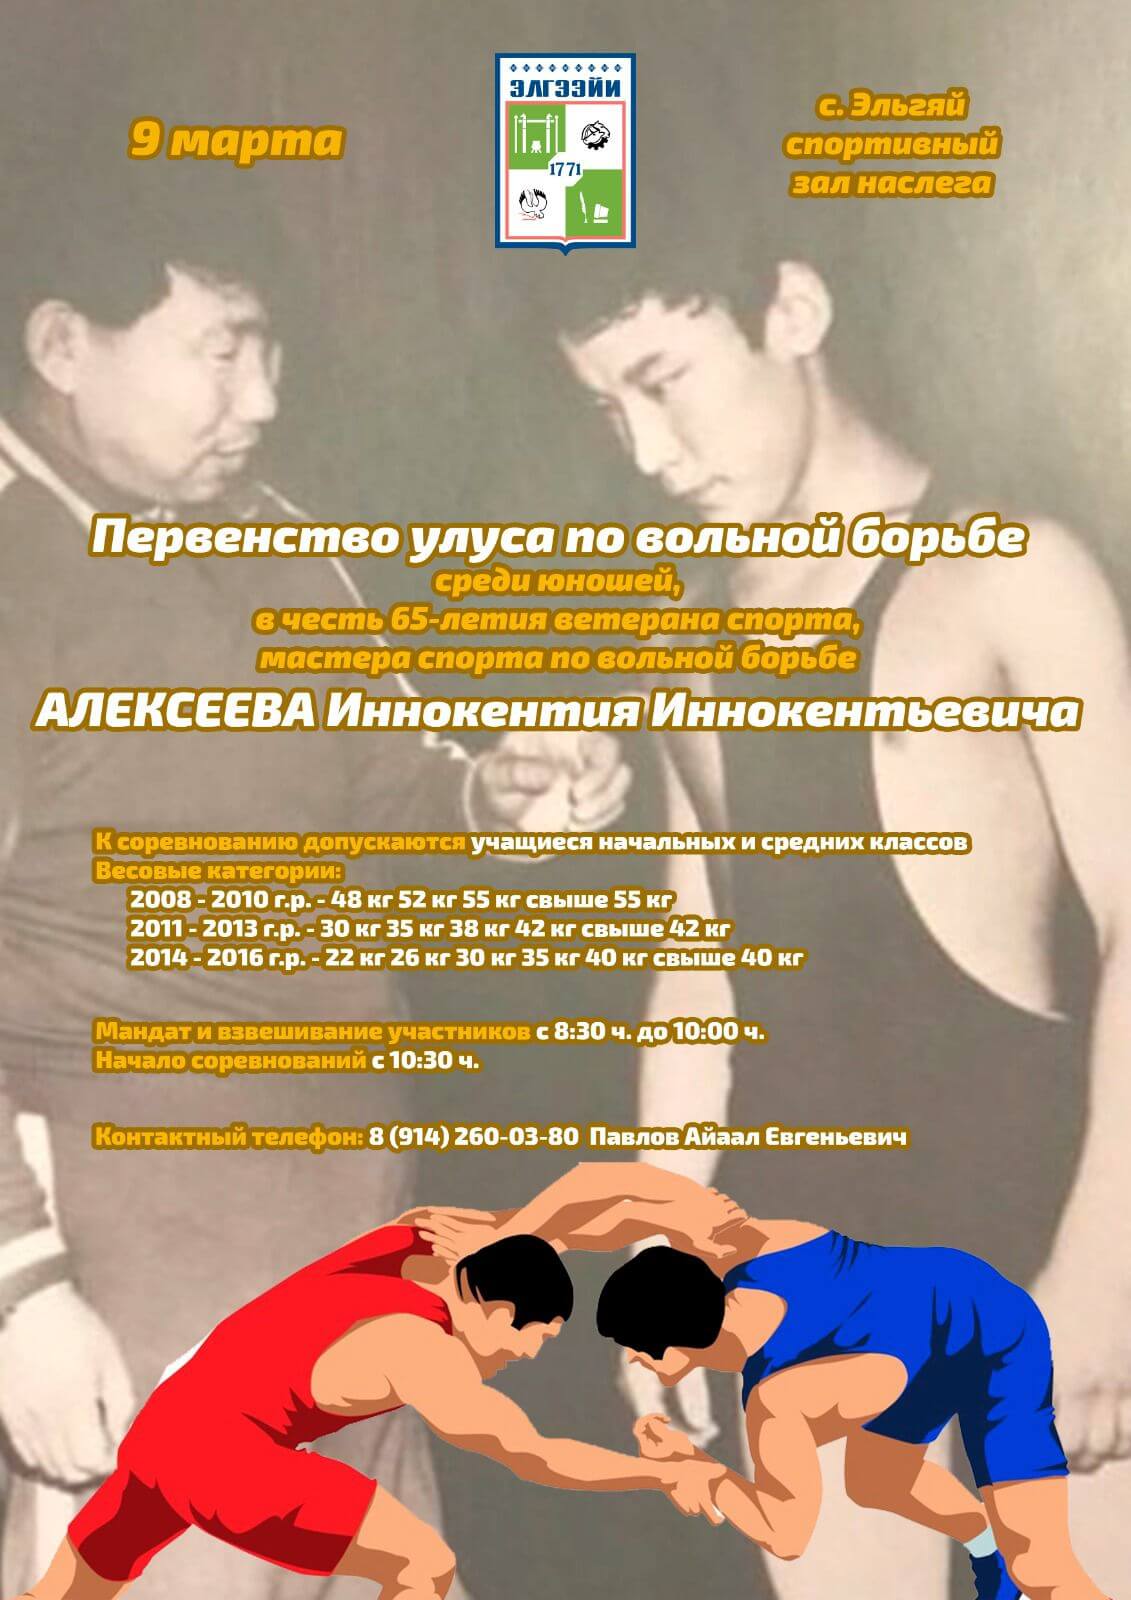 9 марта
ЭЛГЭЭЙИ
1771
с. Эльгяй
спортивный
зал наслега
Первенство улуса по вольной борьбе
среди юношей,
в честь 65-летия ветерана спорта,
мастера спорта по вольной борьбе
АЛЕКСЕЕВА Иннокентия Иннокентьевича
К соревнованию допускаются учащиеся начальных и средних классов
Весовые категории:
2008 - 2010 г.р. - 48 кг 52 кг 55 кг свыше 55 кг
2011 - 2013 г.р. - 30 кг 35 кг 38 кг 42 кг свыше 42 кг
2014 - 2016 г.р. - 22 кг 26 кг 30 кг 35 кг 40 кг свыше 40 кг
Мандат и взвешивание участников с 8:30 ч. до 10:00 ч.
Начало соревнований с 10:30 ч.
Контактный телефон: 8 (914) 260-03-80 Павлов Айаал Евгеньевич